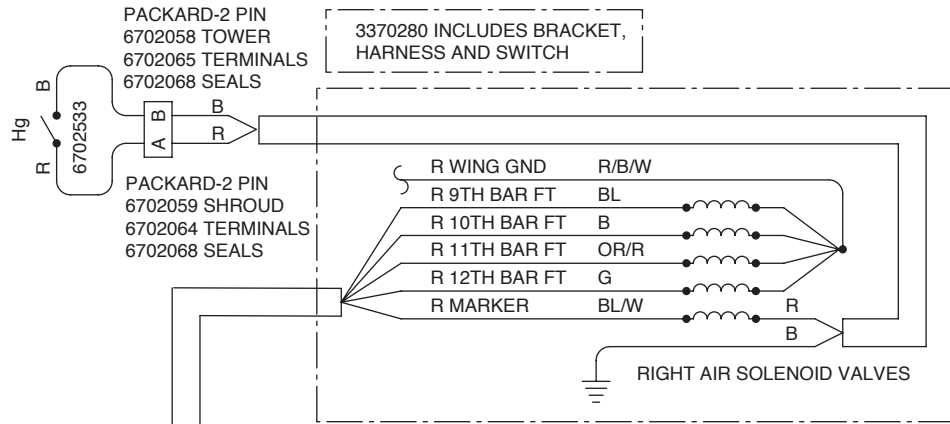 PACKARD-2 PIN
6702058 TOWER
6702065 TERMINALS
6702068 SEALS
3370280 INCLUDES BRACKET,
HARNESS AND SWITCH
Hg
B
R
6702533
B
A
B
R
PACKARD-2 PIN
6702059 SHROUD
6702064 TERMINALS
6702068 SEALS
R WING GND R/B/W
R 9TH BAR FT BL
R 10TH BAR FT B
R 11TH BAR FT OR/R
R 12TH BAR FT G
R MARKER BL/W R
B
RIGHT AIR SOLENOID VALVES